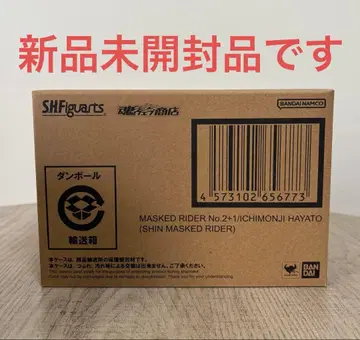 新品未開封品です
S.H.Figuarts
魂ウェブ商店
BANDAI NAMCO
ダンボール
輸送箱
4 573102 656773
MASKED RIDER No.2+1/ICHIMONJI HAYATO
(SHIN MASKED RIDER)
BAN
DAI